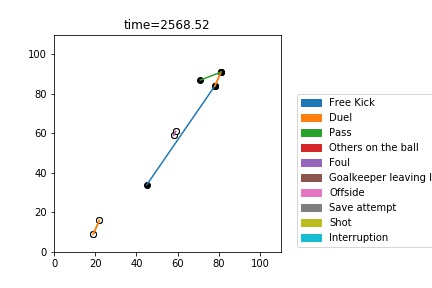 time=2568.52
100
80
60
40
20
0
0 20 40 60 80 100
Free Kick
Duel
Pass
Others on the ball
Foul
Goalkeeper leaving l
Offside
Save attempt
Shot
Interruption